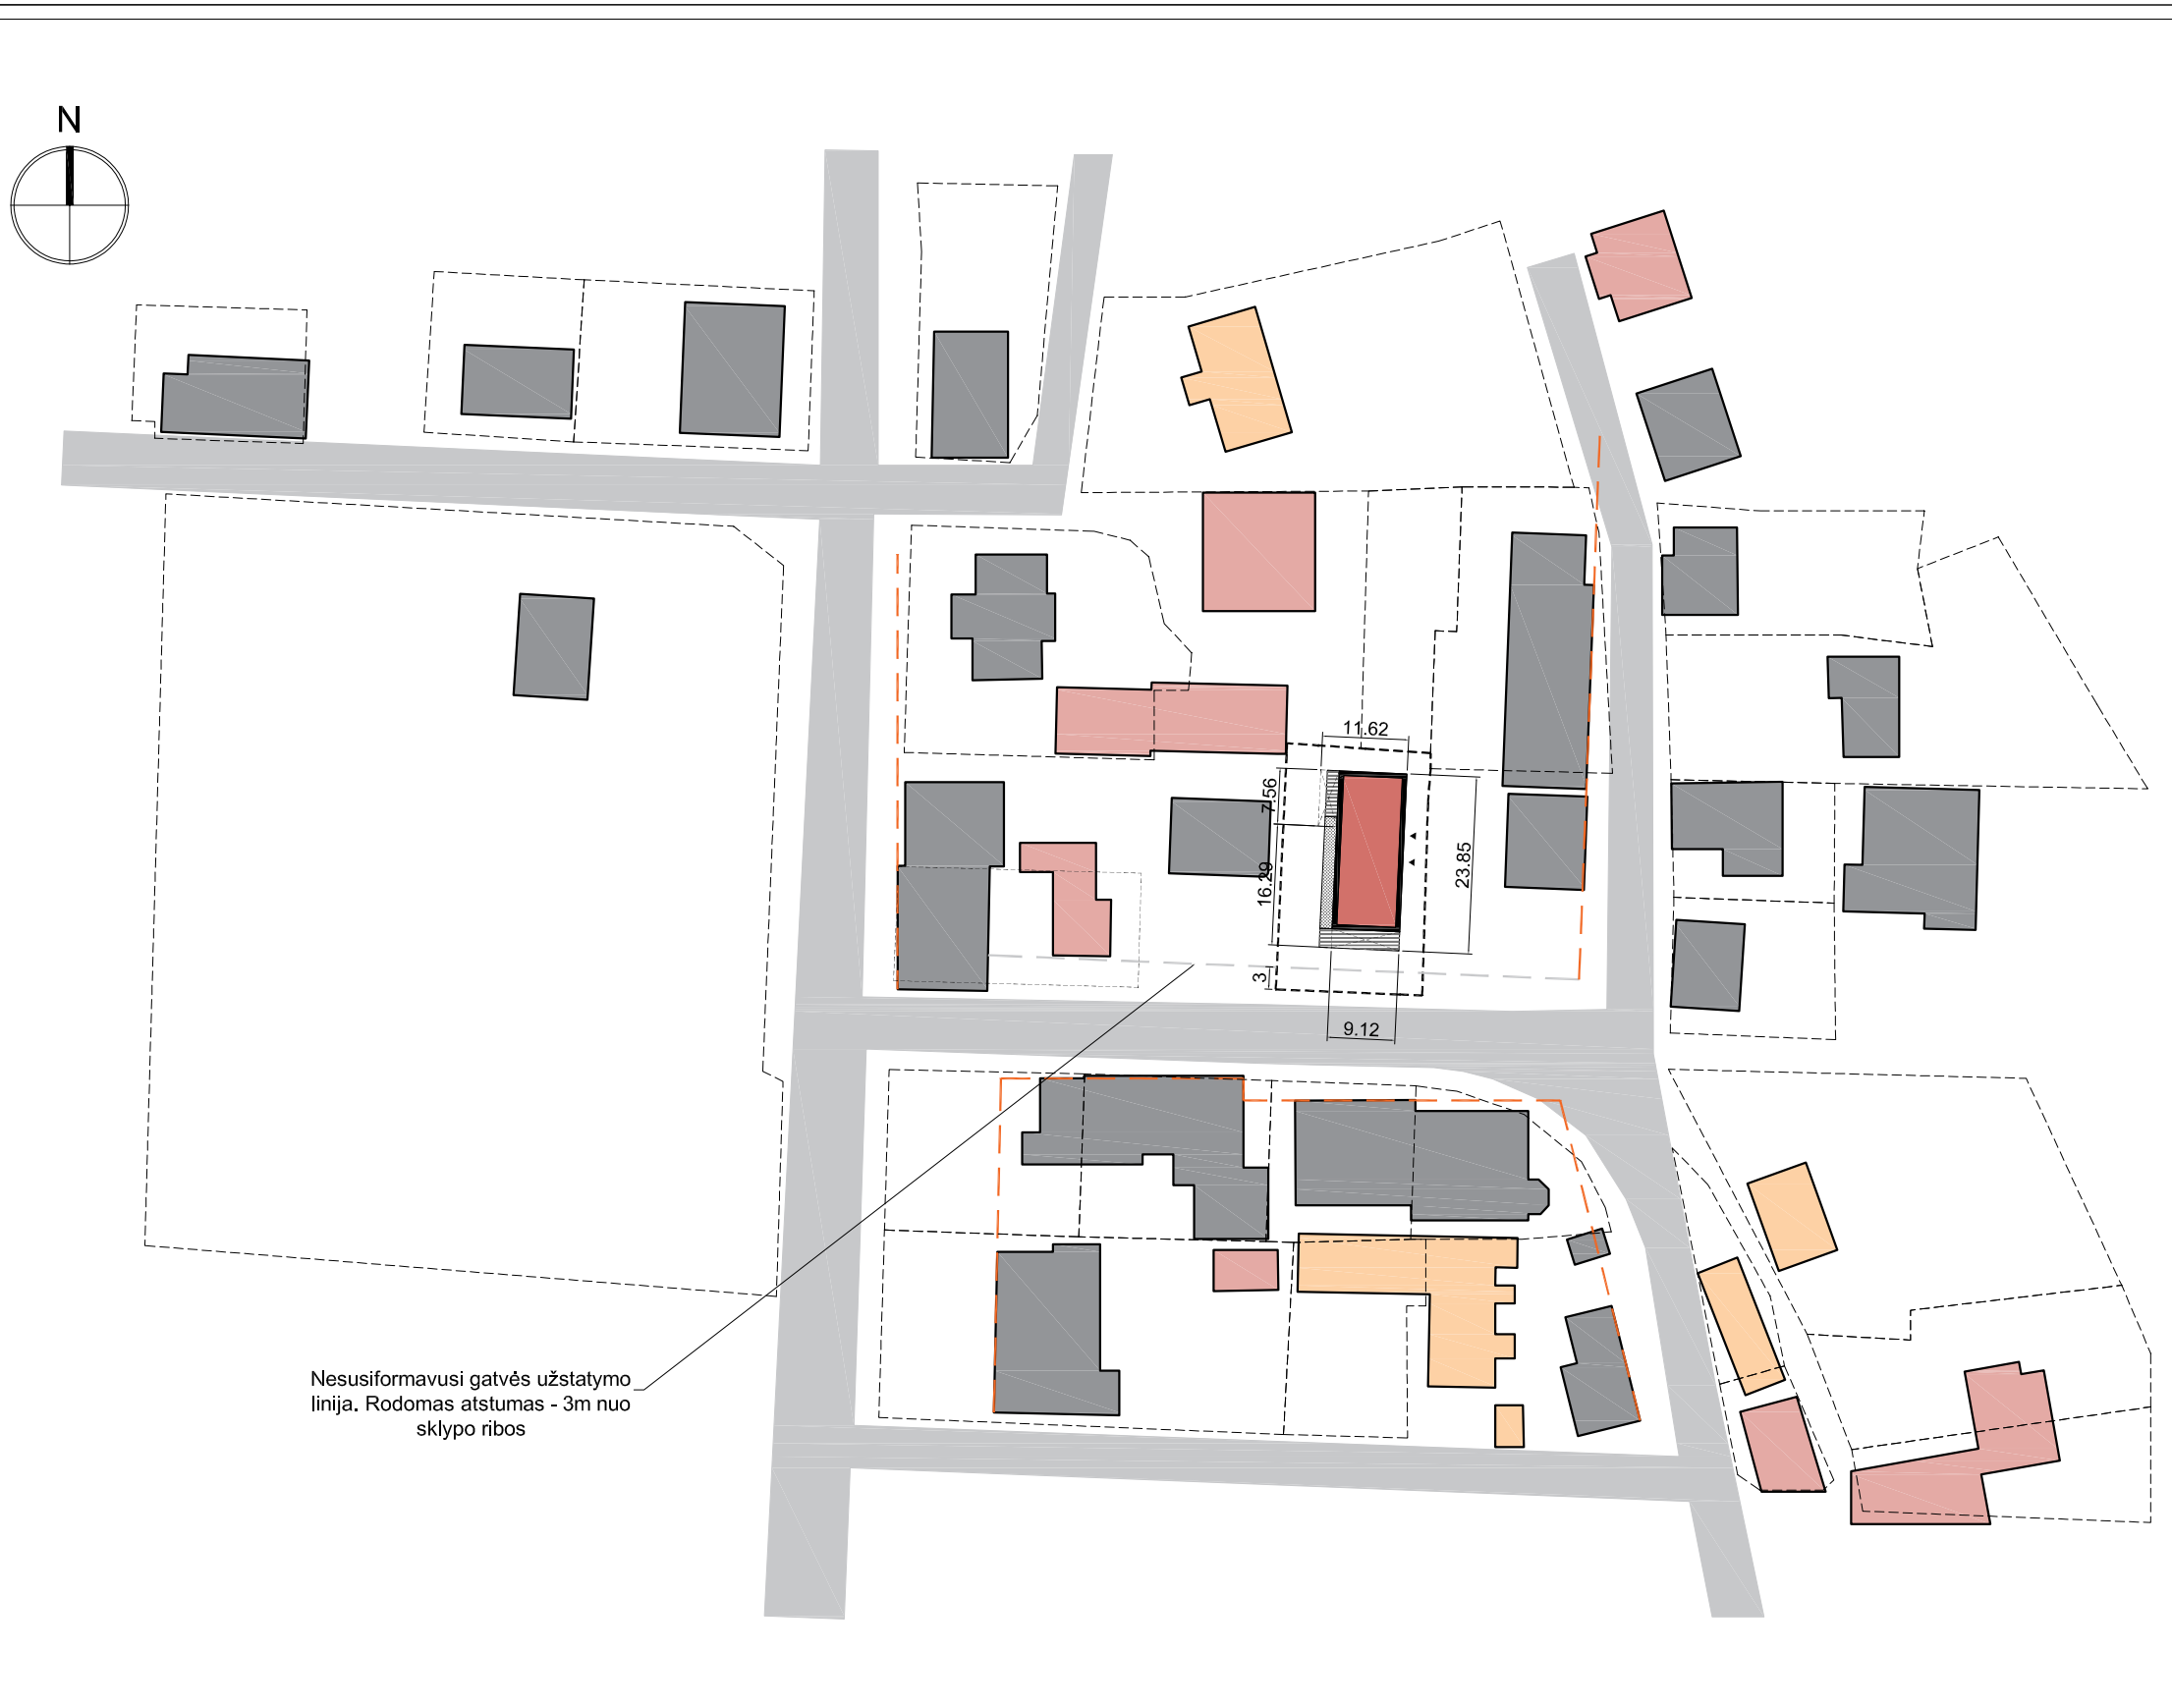 N
11.62
7.56
16.29
23.85
3
9.12
Nesusiformavusi gatvės užstatymo
linija. Rodomas atstumas - 3m nuo
sklypo ribos